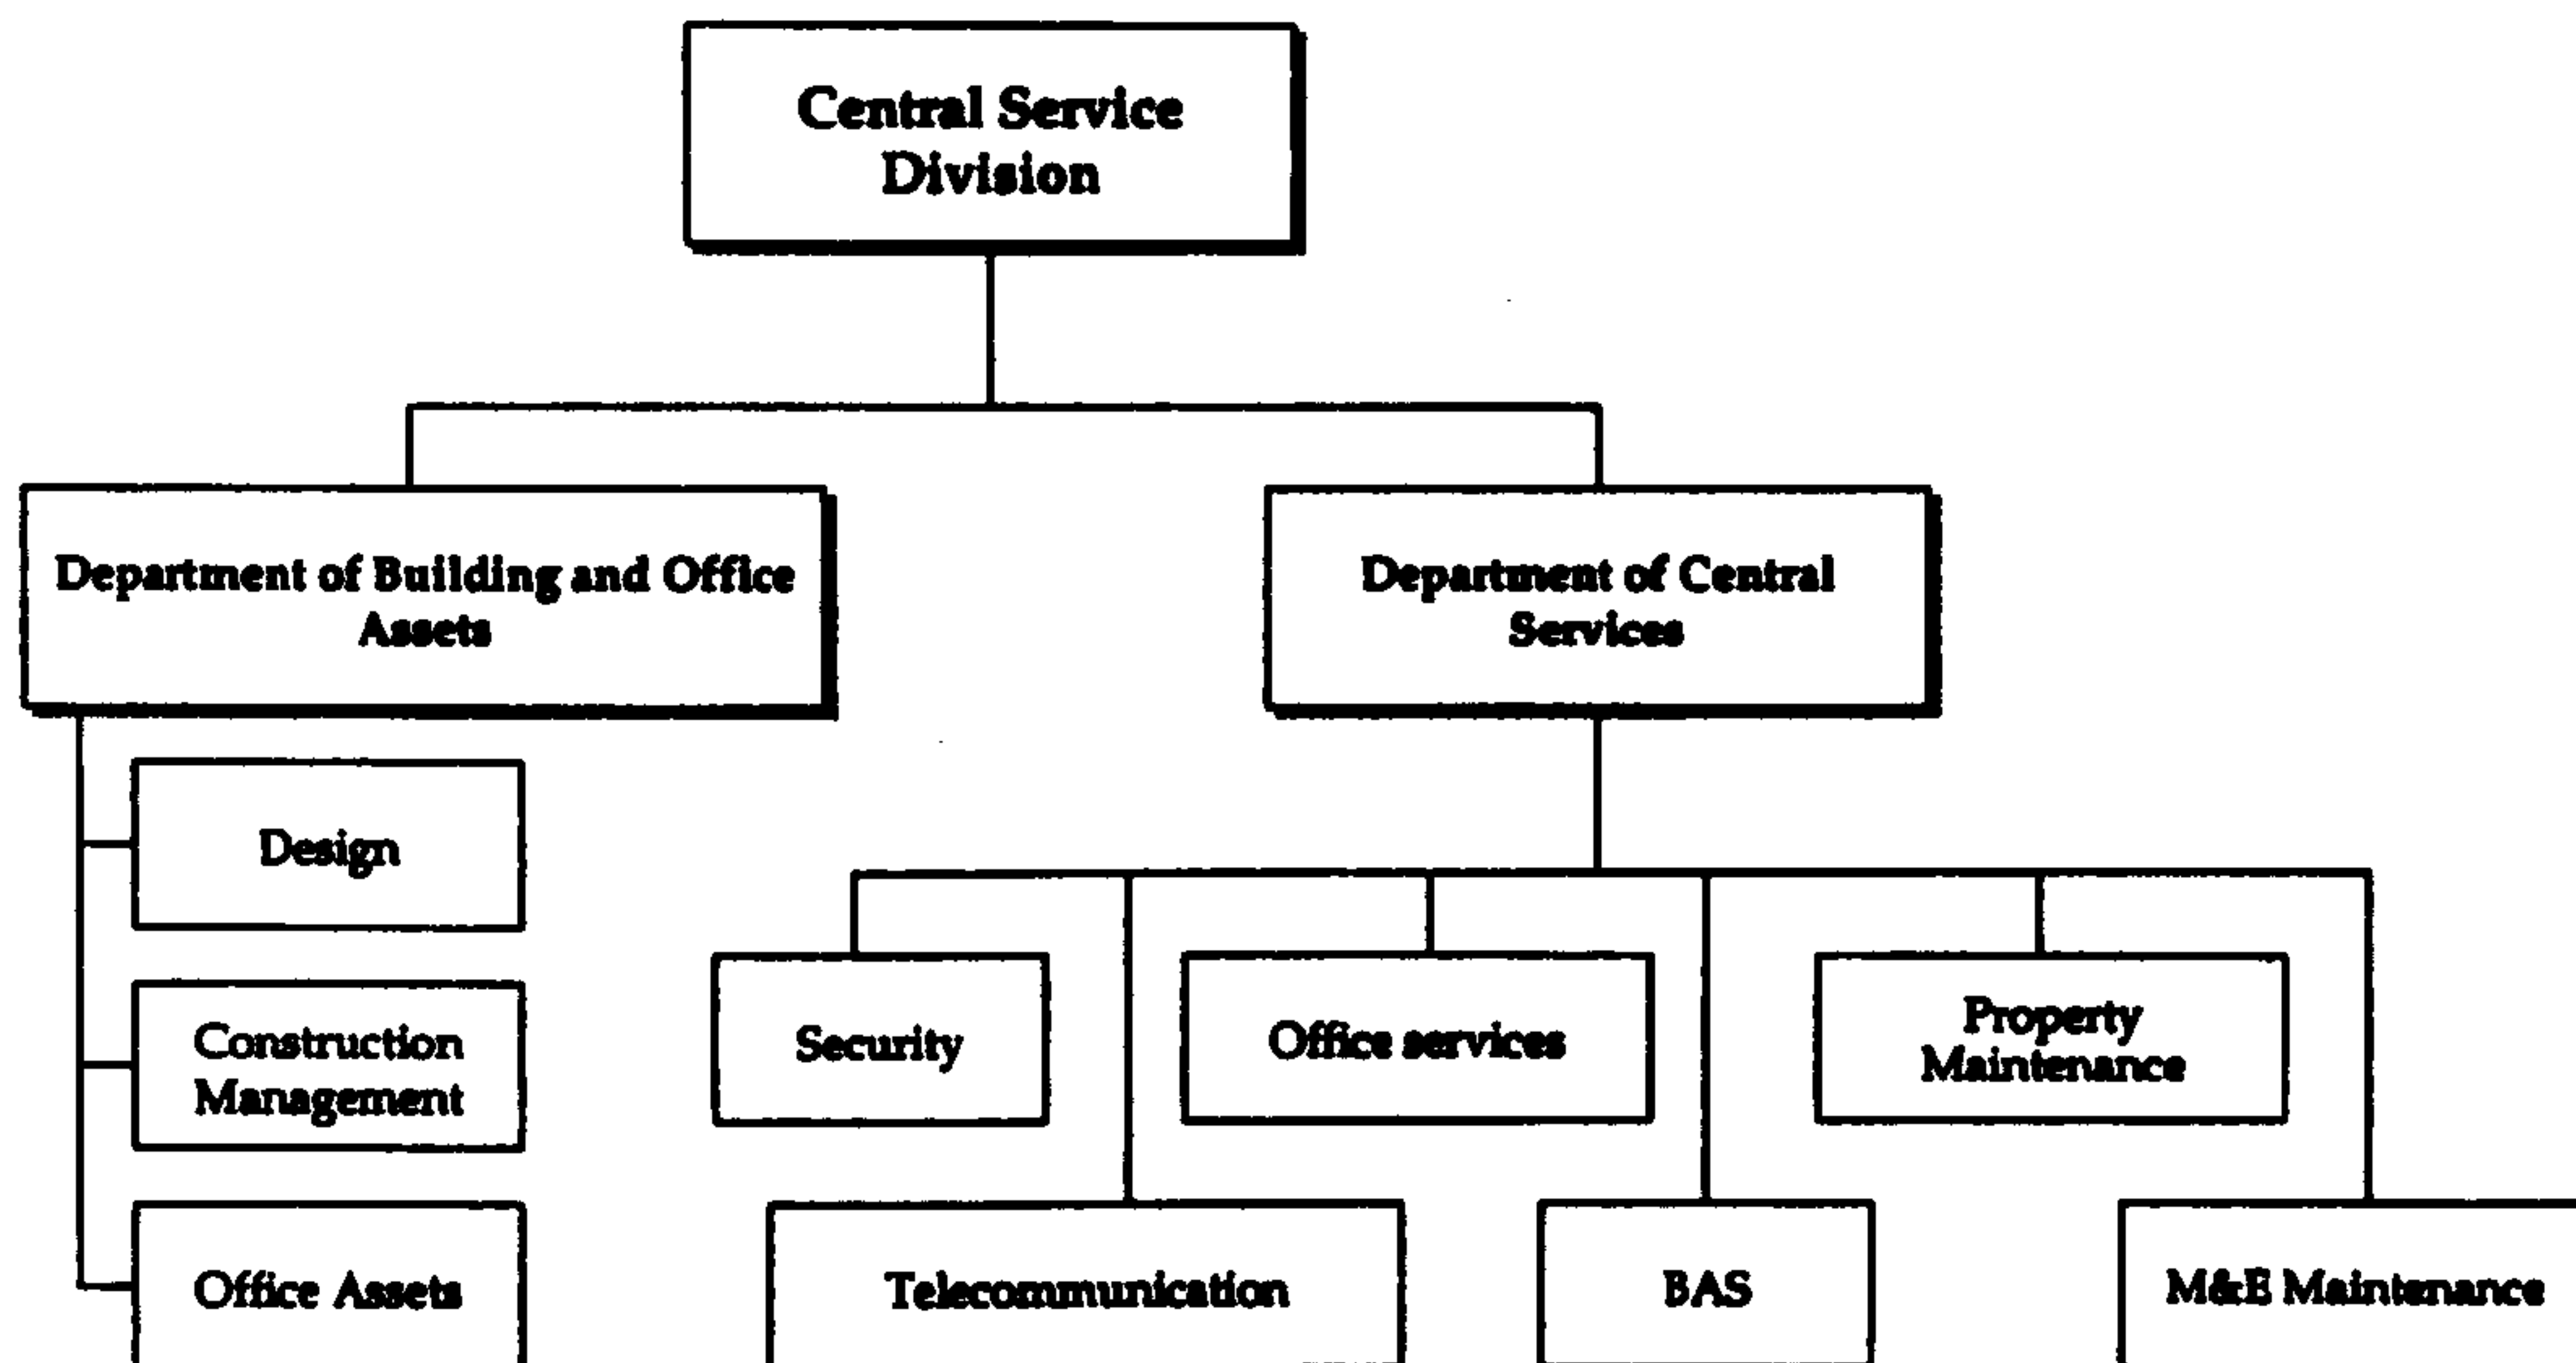 Central Service
Division
Department of Building and Office
Assets
Department of Central
Services
Design
Construction
Management
Office Assets
Security
Office services
Property
Maintenance
Telecommunication
BAS
M&E Maintenance